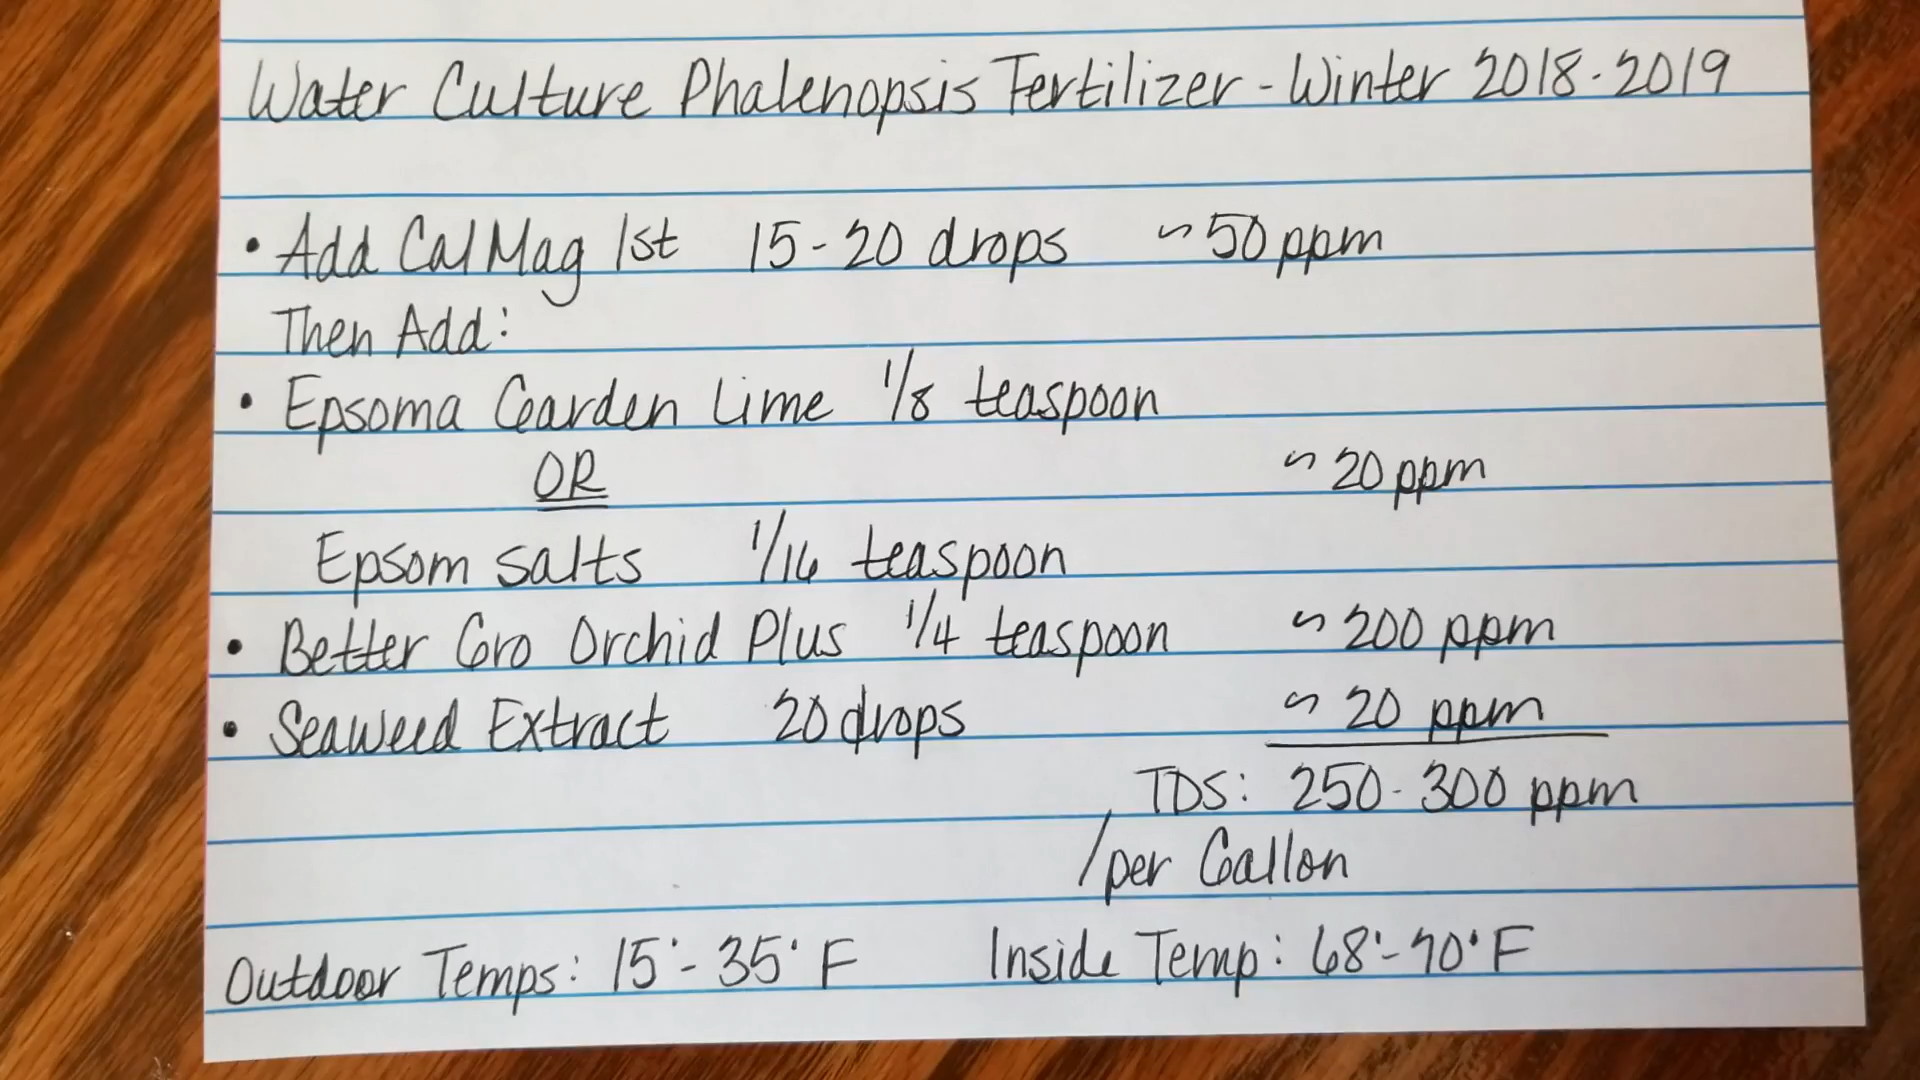 Water Culture Phalenopsis Fertilizer - Winter 2018-2019
• Add CalMag 1st 15-20 drops ~50 ppm
Then Add:
• Epsoma Garden Lime 1/8 teaspoon
OR ~20 ppm
Epsom Salts 1/16 teaspoon
• Better Gro Orchid Plus 1/4 teaspoon ~200 ppm
• Seaweed Extract 20 drops ~20 ppm
TDS: 250-300 ppm
/per Gallon
Outdoor Temps: 15°-35°F Inside Temp: 68°-70°F